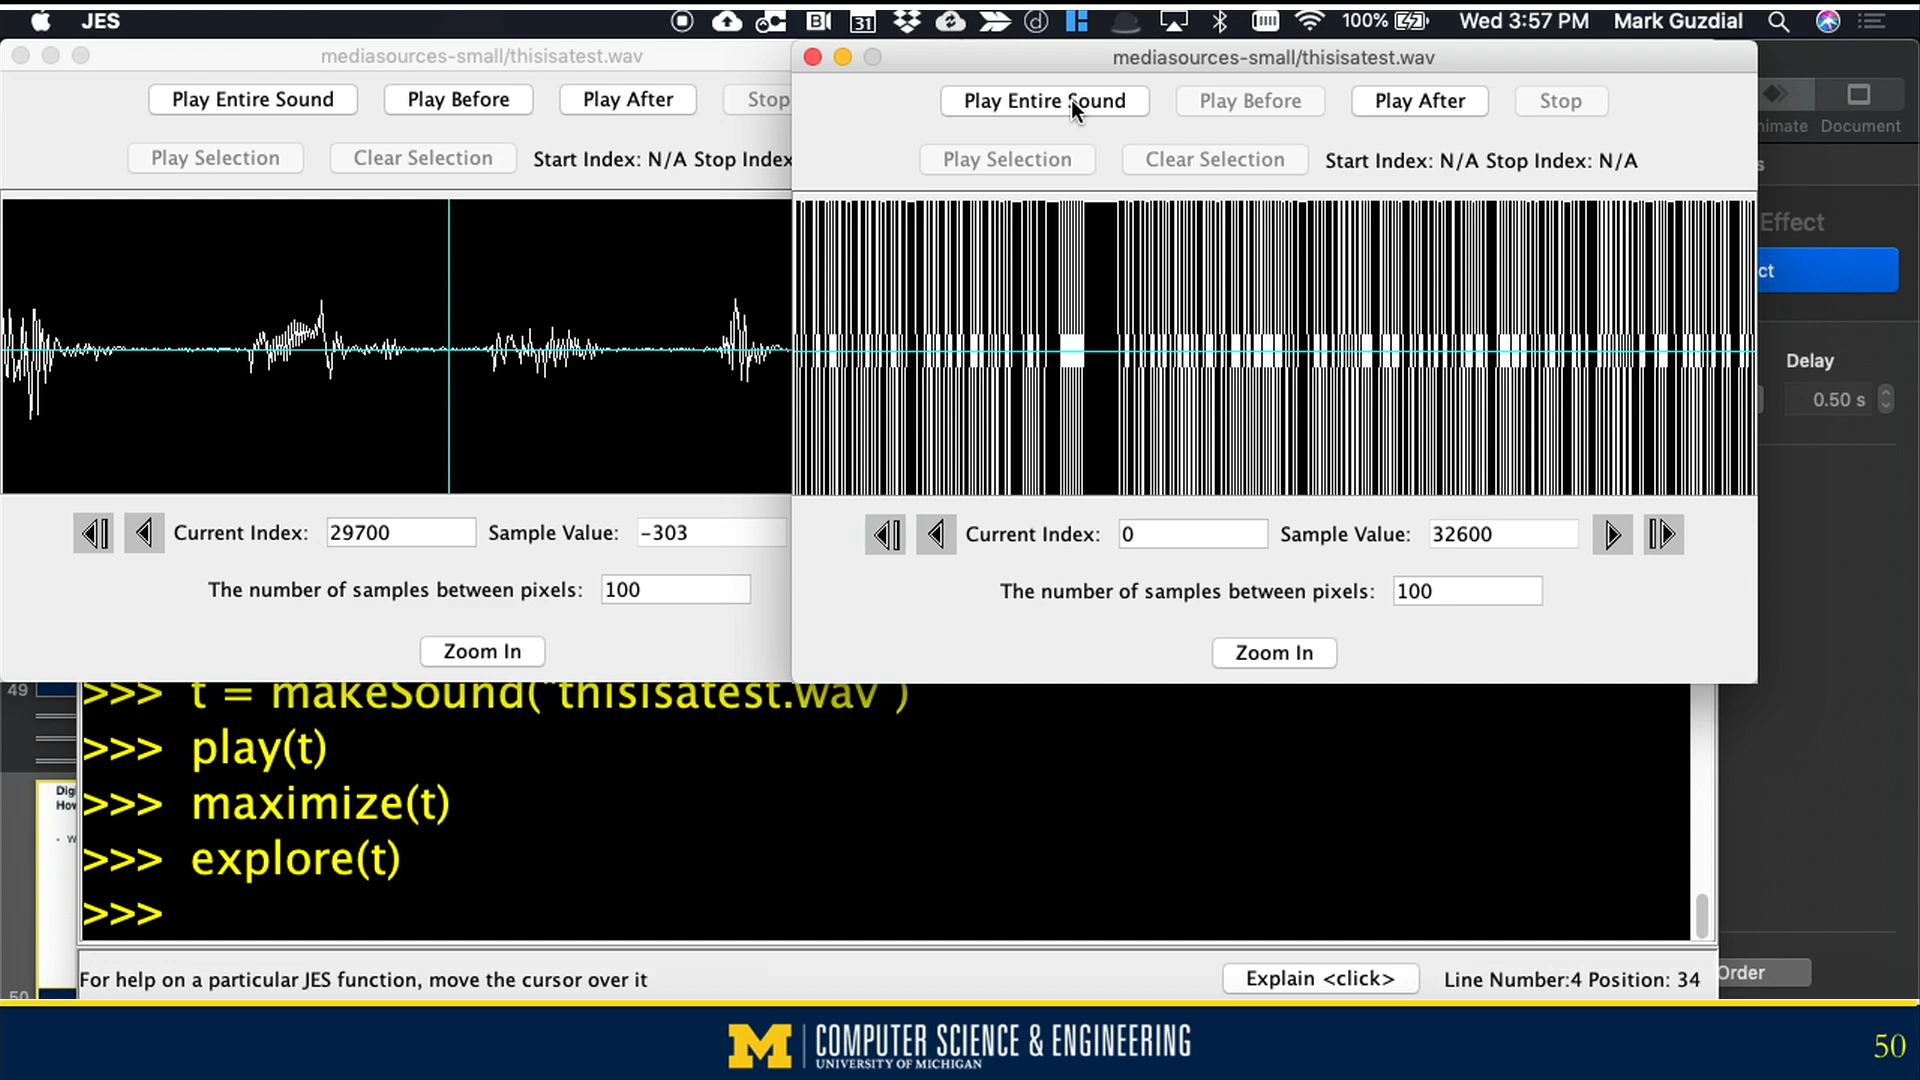 JES
31
100%
Wed 3:57 PM
Mark Guzdial
mediasources-small/thisisatest.wav
Play Entire Sound
Play Before
Play After
Stop
Play Selection
Clear Selection
Start Index: N/A Stop Index
Current Index:
29700
Sample Value:
-303
The number of samples between pixels:
100
Zoom In
mediasources-small/thisisatest.wav
Play Entire Sound
Play Before
Play After
Stop
Play Selection
Clear Selection
Start Index: N/A Stop Index: N/A
Current Index:
0
Sample Value:
32600
The number of samples between pixels:
100
Zoom In
Document
Effect
Delay
0.50 s
Order
49
>>> t = makeSound("thisisatest.wav")
>>> play(t)
>>> maximize(t)
>>> explore(t)
>>>
For help on a particular JES function, move the cursor over it
Explain <click>
Line Number:4 Position: 34
M COMPUTER SCIENCE & ENGINEERING
UNIVERSITY OF MICHIGAN
50